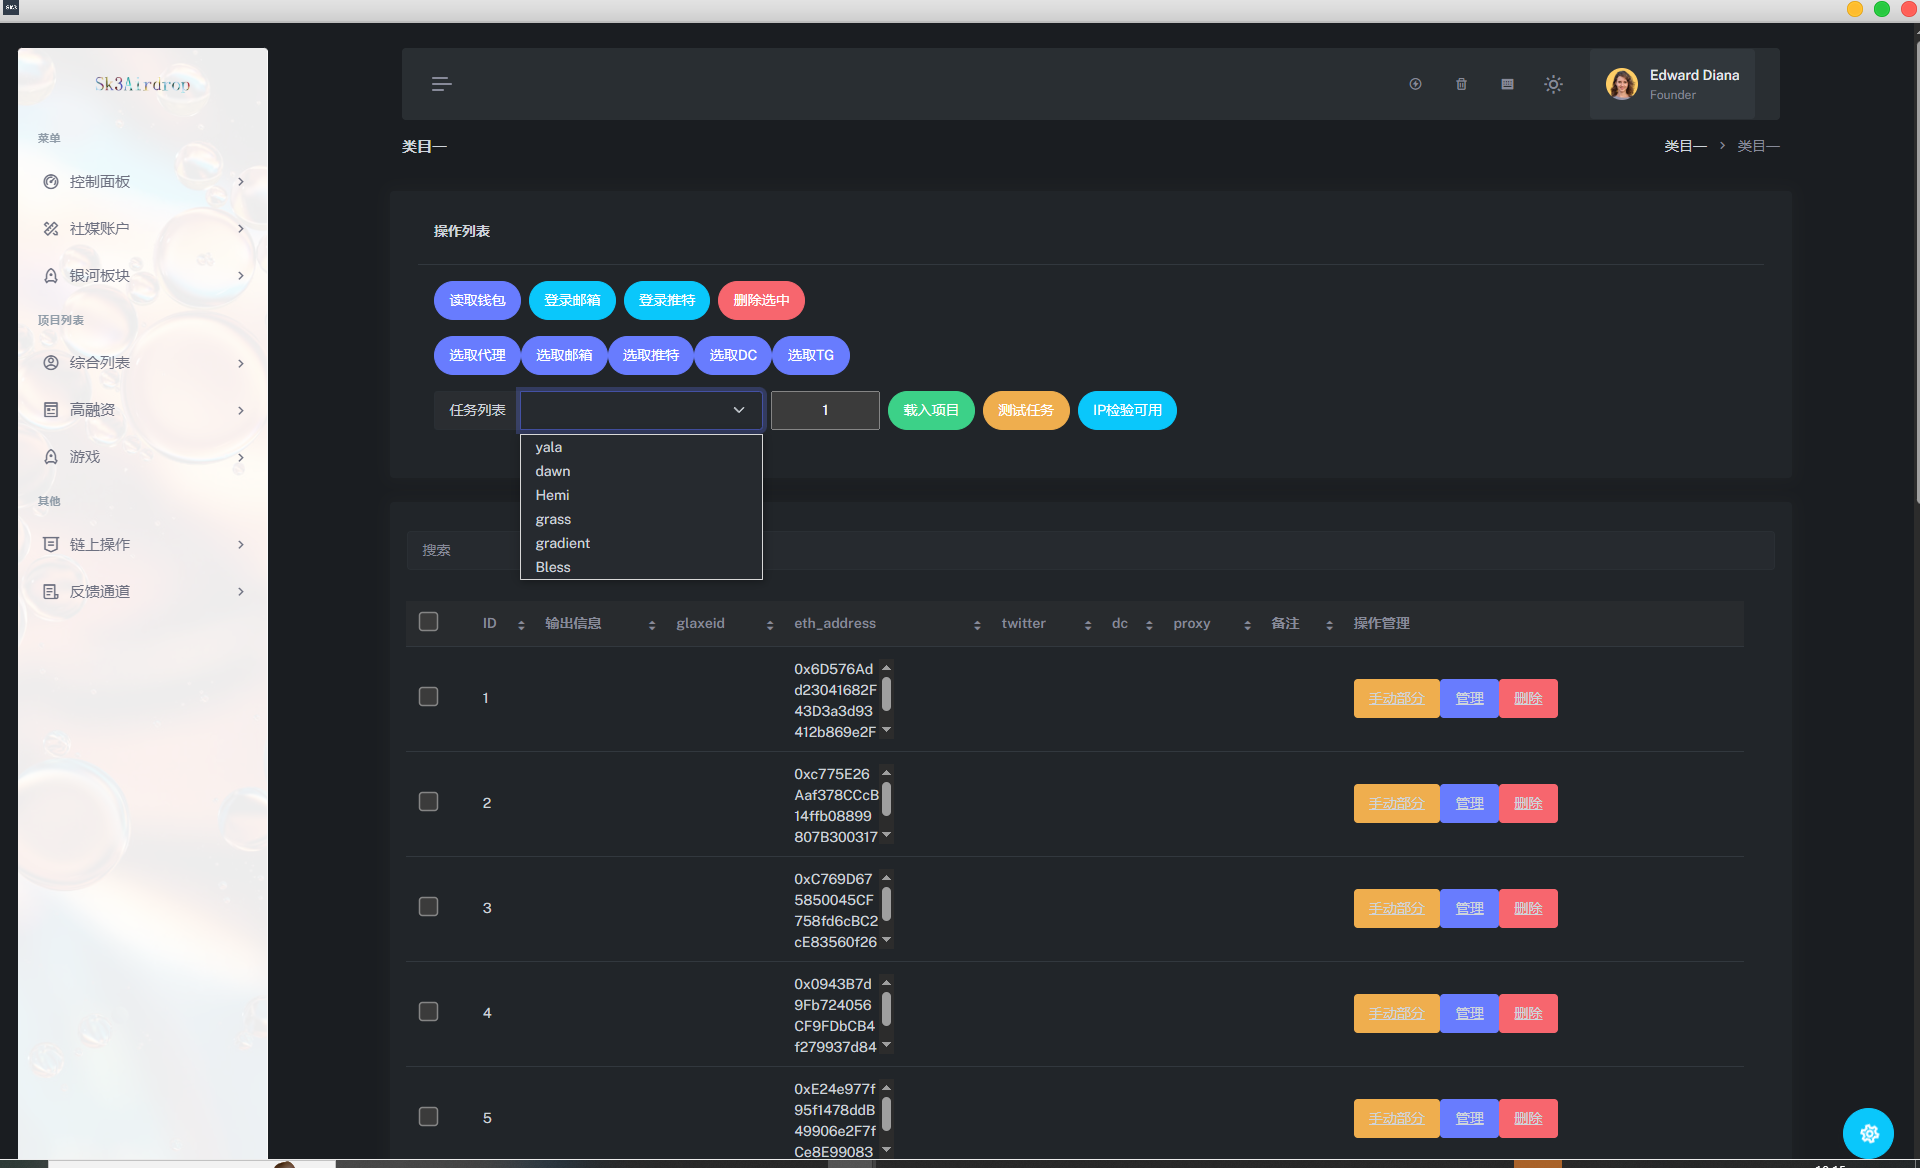 SK3
Sk3Airdrop
菜单
控制面板
社媒账户
银河板块
项目列表
综合列表
高融资
游戏
其他
链上操作
反馈通道
Edward Diana
Founder
类目一
类目一 > 类目一
操作列表
读取钱包 登录邮箱 登录推特 删除选中
选取代理 选取邮箱 选取推特 选取DC 选取TG
任务列表 1 载入项目 测试任务 IP检验可用
yala
dawn
Hemi
grass
gradient
Bless
搜索
ID 输出信息 glaxeid eth_address twitter dc proxy 备注 操作管理
1
0x6D576Ad
d23041682F
43D3a3d93
412b869e2F
手动部分 管理 删除
2
0xc775E26
Aaf378CCcB
14ffb08899
807B300317
手动部分 管理 删除
3
0xC769D67
5850045CF
758fd6cBC2
cE83560f26
手动部分 管理 删除
4
0x0943B7d
9Fb724056
CF9FDbCB4
f279937d84
手动部分 管理 删除
5
0xE24e977f
95f1478ddB
49906e2F7f
Ce8E99083
手动部分 管理 删除